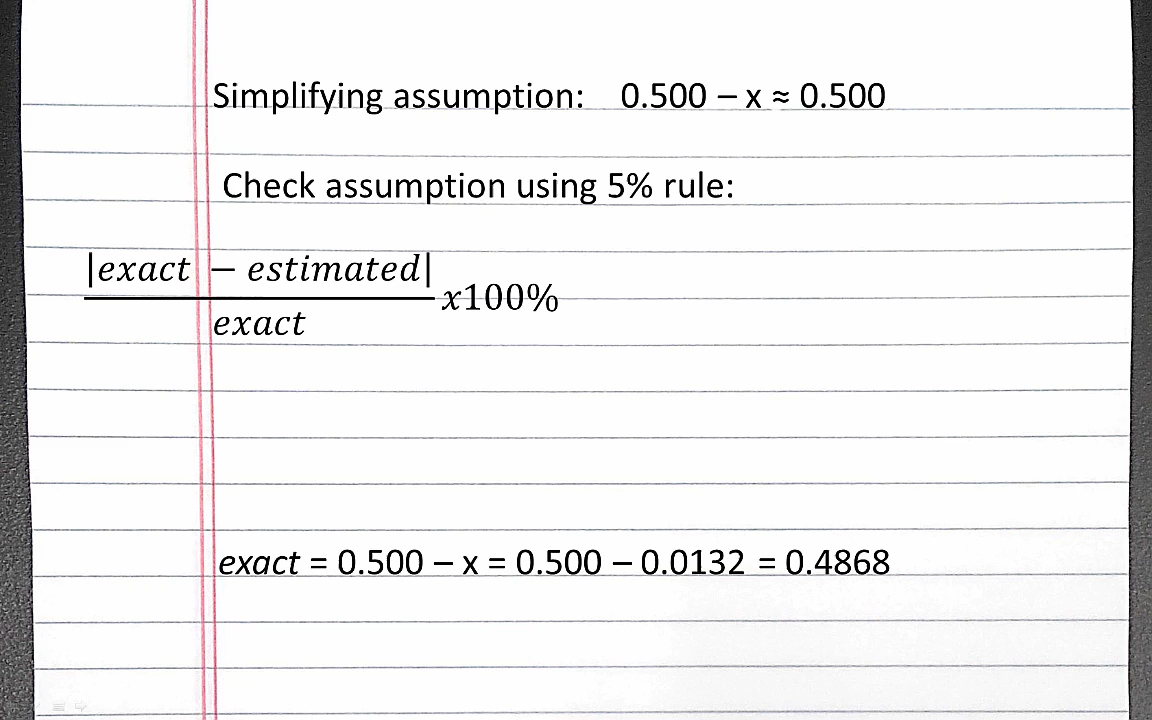 Simplifying assumption: 0.500 – x ≈ 0.500
Check assumption using 5% rule:
|exact − estimated|
x100%
exact
exact = 0.500 – x = 0.500 – 0.0132 = 0.4868